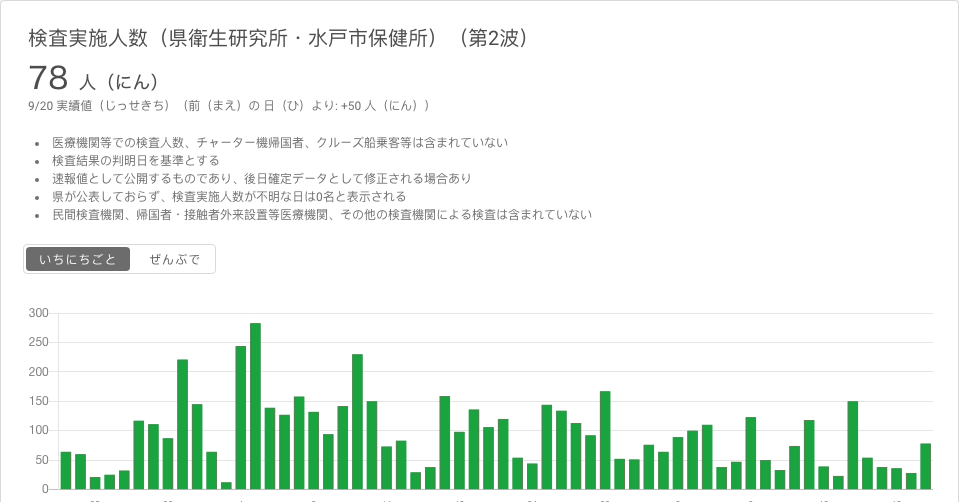 検査実施人数（県衛生研究所・水戸市保健所）（第2波）
78 人（にん）
9/20 実績値（じっせきち）（前（まえ）の 日（ひ）より: +50 人（にん））
医療機関等での検査人数、チャーター機帰国者、クルーズ船乗客等は含まれていない
検査結果の判明日を基準とする
速報値として公開するものであり、後日確定データとして修正される場合あり
県が公表しておらず、検査実施人数が不明な日は0名と表示される
民間検査機関、帰国者・接触者外来設置等医療機関、その他の検査機関による検査は含まれていない
いちにちごと ぜんぶで
300
250
200
150
100
50
0